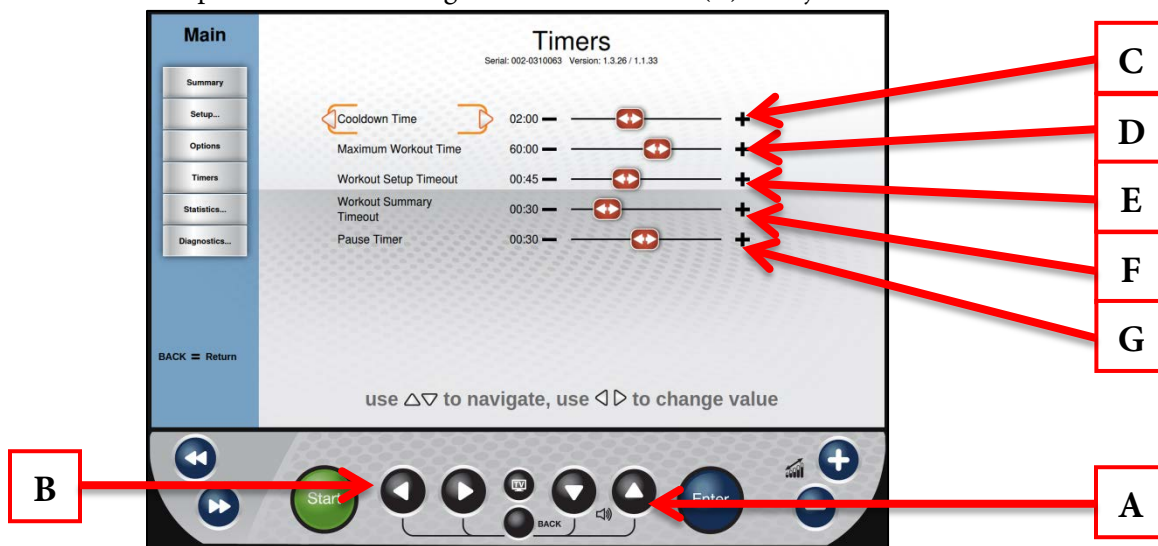 Main
Timers
Serial: 002-0310063 Version: 1.3.26 / 1.1.33
Summary
Setup...
Options
Timers
Statistics...
Diagnostics...
BACK = Return
Cooldown Time 02:00
Maximum Workout Time 60:00
Workout Setup Timeout 00:45
Workout Summary
Timeout 00:30
Pause Timer 00:30
use △▽ to navigate, use ◁ ▷ to change value
C
D
E
F
G
B
A
Start
TV
BACK
Enter